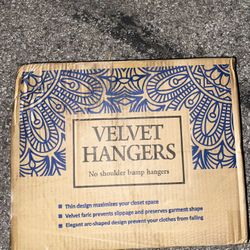 VELVET
HANGERS
No shoulder bump hangers
Thin design maximizes your closet space
Velvet faric prevents slippage and preserves garment shape
Elegant arc-shaped design prevent your clothes from falling